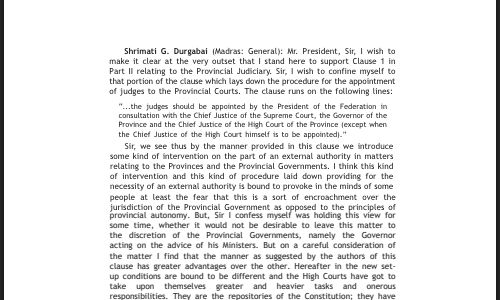 Shrimati G. Durgabai (Madras: General): Mr. President, Sir, I wish to
make it clear at the very outset that I stand here to support Clause 1 in
Part II relating to the Provincial Judiciary. Sir, I wish to confine myself to
that portion of the clause which lays down the procedure for the appointment
of judges to the Provincial Courts. The clause runs on the following lines:
"...the judges should be appointed by the President of the Federation in
consultation with the Chief Justice of the Supreme Court, the Governor of the
Province and the Chief Justice of the High Court of the Province (except when
the Chief Justice of the High Court himself is to be appointed)."
Sir, we see thus by the manner provided in this clause we introduce
some kind of intervention on the part of an external authority in matters
relating to the Provinces and the Provincial Governments. I think this kind
of intervention and this kind of procedure laid down providing for the
necessity of an external authority is bound to provoke in the minds of some
people at least the fear that this is a sort of encroachment over the
jurisdiction of the Provincial Government as opposed to the principles of
provincial autonomy. But, Sir I confess myself was holding this view for
some time, whether it would not be desirable to leave this matter to
the discretion of the Provincial Governments, namely the Governor
acting on the advice of his Ministers. But on a careful consideration of
the matter I find that the manner as suggested by the authors of this
clause has greater advantages over the other. Hereafter in the new set-
up conditions are bound to be different and the High Courts have got to
take upon themselves greater and heavier tasks and onerous
responsibilities. They are the repositories of the Constitution; they have